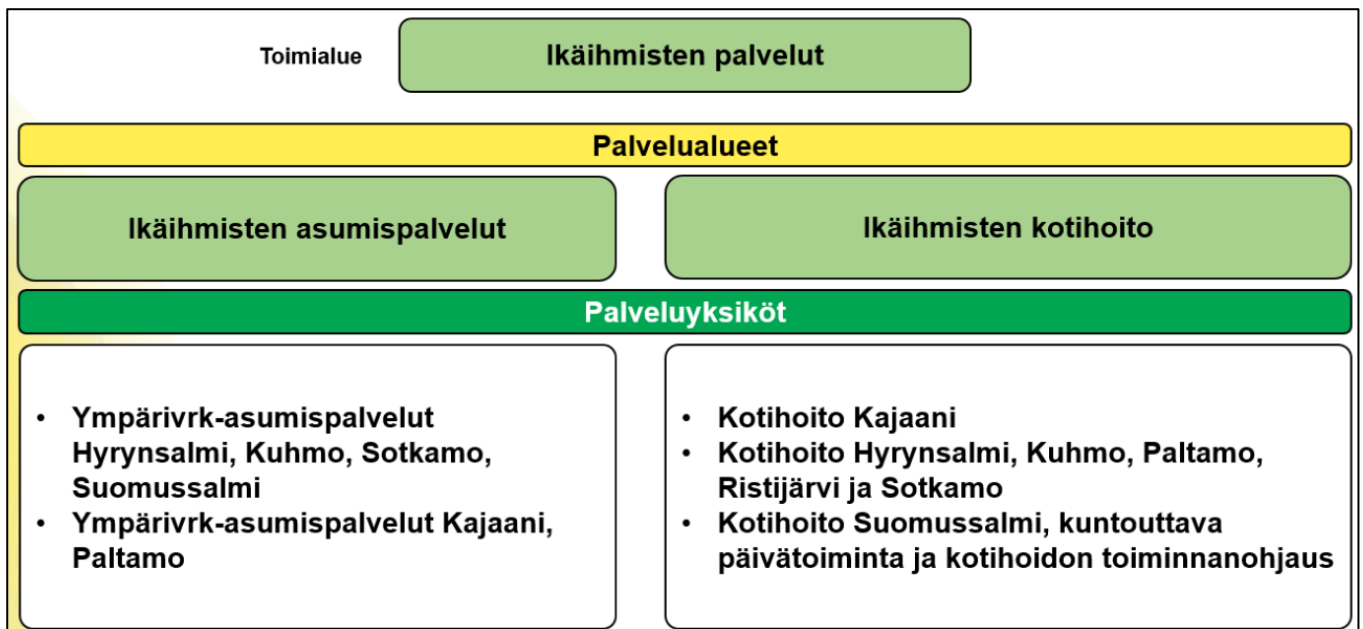 Toimialue
Ikäihmisten palvelut
Palvelualueet
Ikäihmisten asumispalvelut
Ikäihmisten kotihoito
Palveluyksiköt
• Ympärivrk-asumispalvelut
Hyrynsalmi, Kuhmo, Sotkamo,
Suomussalmi
• Ympärivrk-asumispalvelut Kajaani,
Paltamo
• Kotihoito Kajaani
• Kotihoito Hyrynsalmi, Kuhmo, Paltamo,
Ristijärvi ja Sotkamo
• Kotihoito Suomussalmi, kuntouttava
päivätoiminta ja kotihoidon toiminnanohjaus